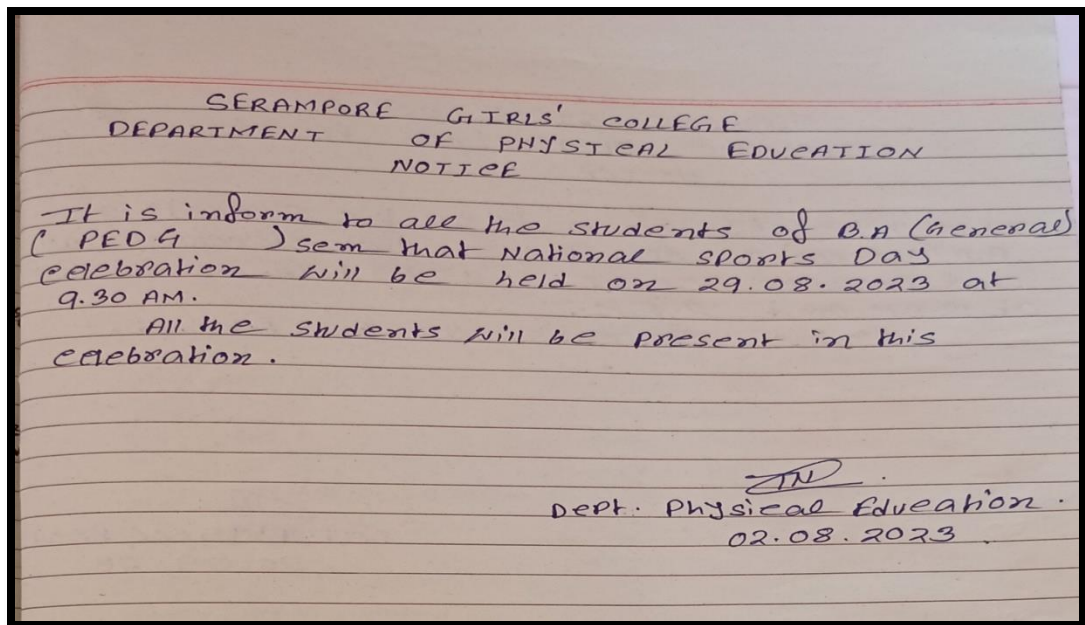 SERAMPORE GIRLS' COLLEGE
DEPARTMENT OF PHYSICAL EDUCATION
NOTICE
It is inform to all the students of B.A (General)
( PEDG ) sem that National sports Day
celebration will be held on 29.08.2023 at
9.30 AM.
All the students will be present in this
celebration.
Dept. Physical Education.
02.08.2023